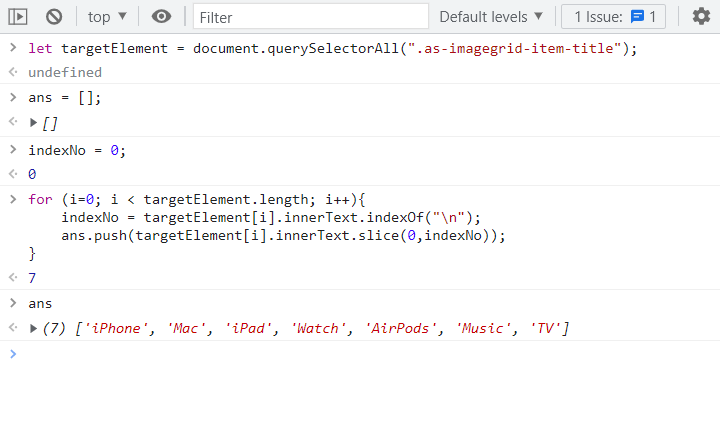 top ▼ Filter Default levels ▼ 1 Issue: 1
> let targetElement = document.querySelectorAll(".as-imagegrid-item-title");
undefined
> ans = [];
▶ []
> indexNo = 0;
0
> for (i=0; i < targetElement.length; i++){
    indexNo = targetElement[i].innerText.indexOf("\n");
    ans.push(targetElement[i].innerText.slice(0,indexNo));
}
7
> ans
▶ (7) ['iPhone', 'Mac', 'iPad', 'Watch', 'AirPods', 'Music', 'TV']
>